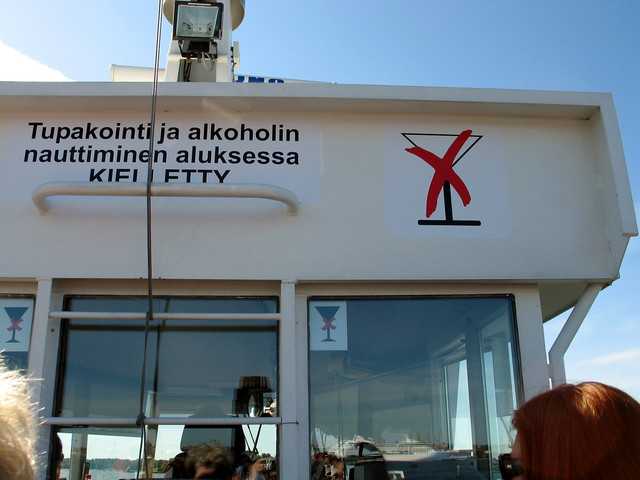 Tupakointi ja alkoholin
nauttiminen aluksessa
KIELLETTY